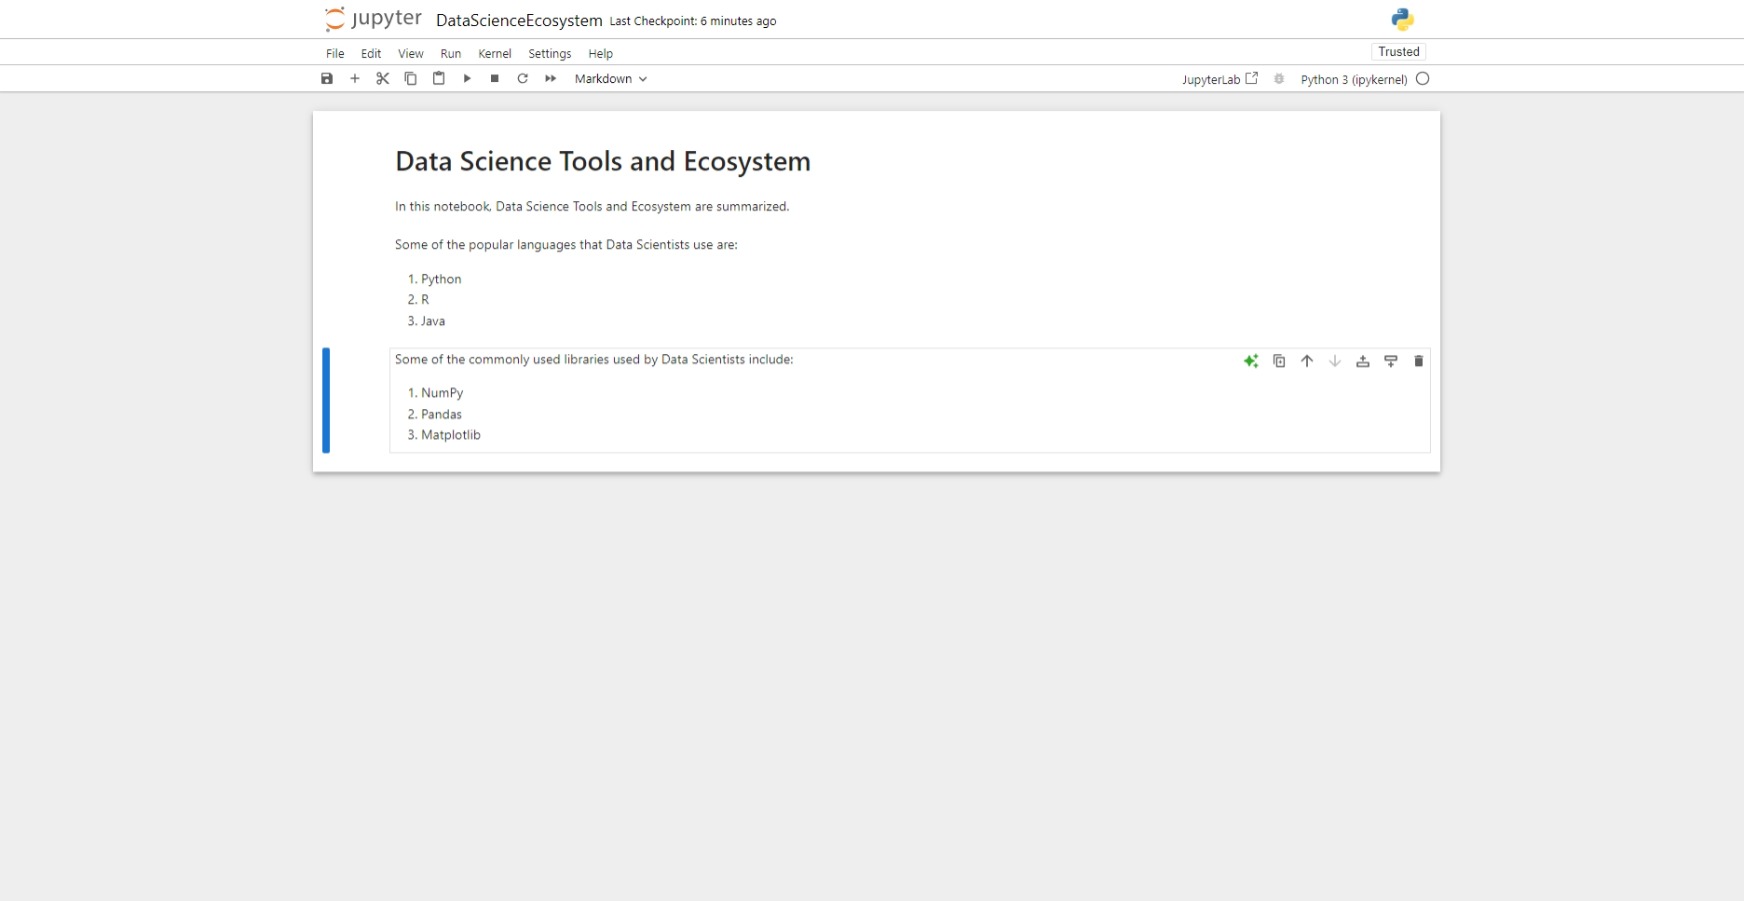 jupyter DataScienceEcosystem Last Checkpoint: 6 minutes ago
File Edit View Run Kernel Settings Help Trusted
Markdown JupyterLab Python 3 (ipykernel)
Data Science Tools and Ecosystem
In this notebook, Data Science Tools and Ecosystem are summarized.
Some of the popular languages that Data Scientists use are:
1. Python
2. R
3. Java
Some of the commonly used libraries used by Data Scientists include:
1. NumPy
2. Pandas
3. Matplotlib